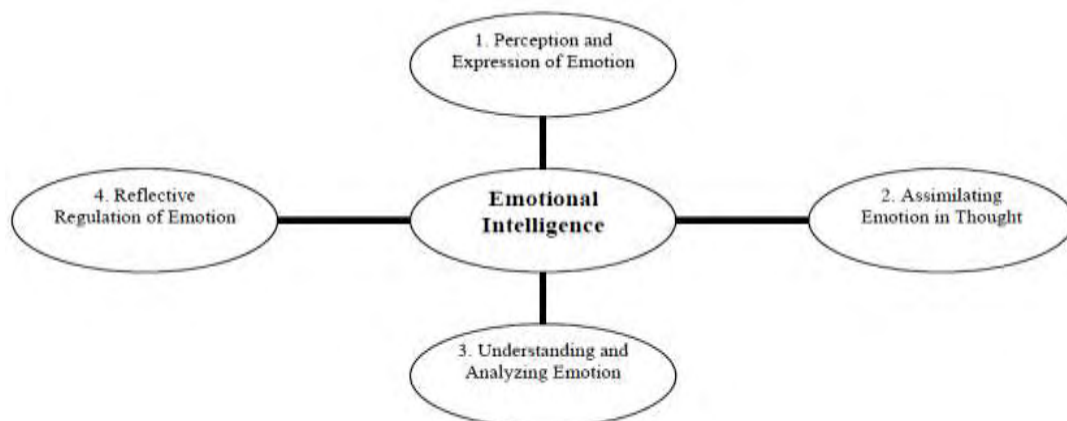 1. Perception and
Expression of Emotion
4. Reflective
Regulation of Emotion
Emotional
Intelligence
2. Assimilating
Emotion in Thought
3. Understanding and
Analyzing Emotion